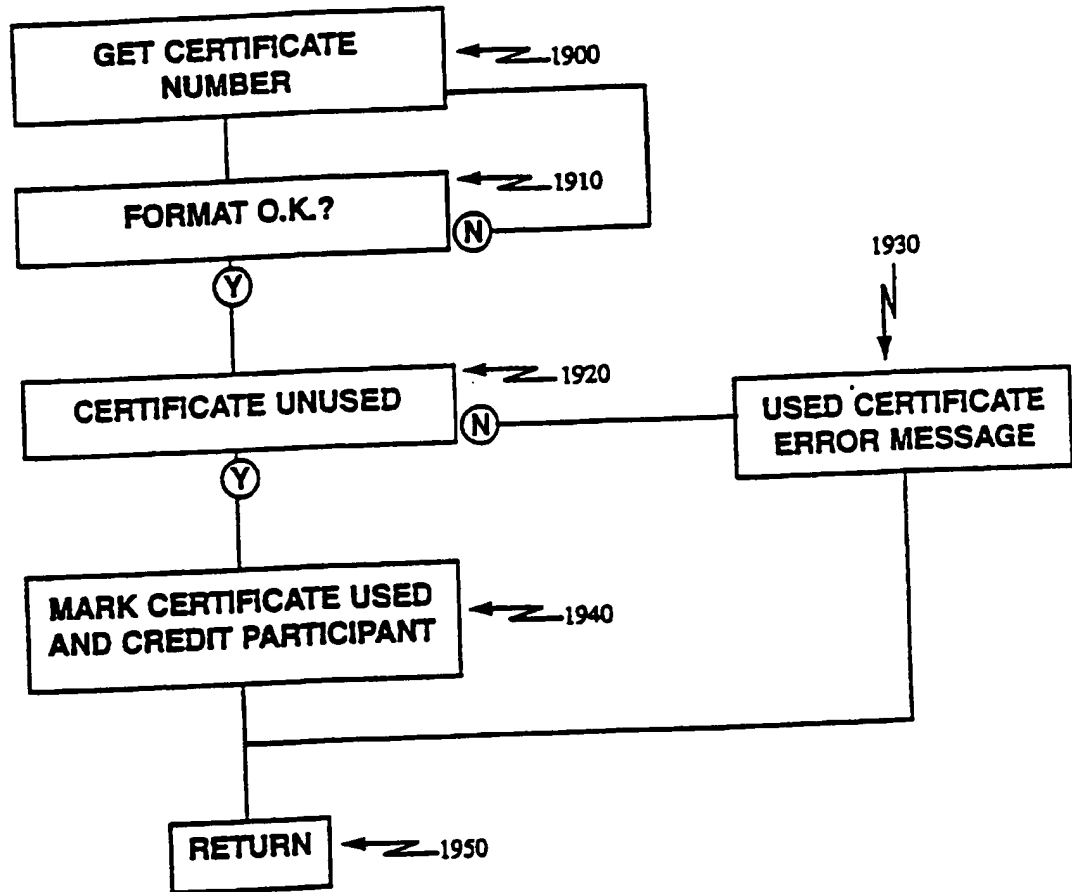 GET CERTIFICATE
NUMBER
1900
FORMAT O.K.?
1910
N
Y
1930
CERTIFICATE UNUSED
1920
N
USED CERTIFICATE
ERROR MESSAGE
Y
MARK CERTIFICATE USED
AND CREDIT PARTICIPANT
1940
RETURN
1950